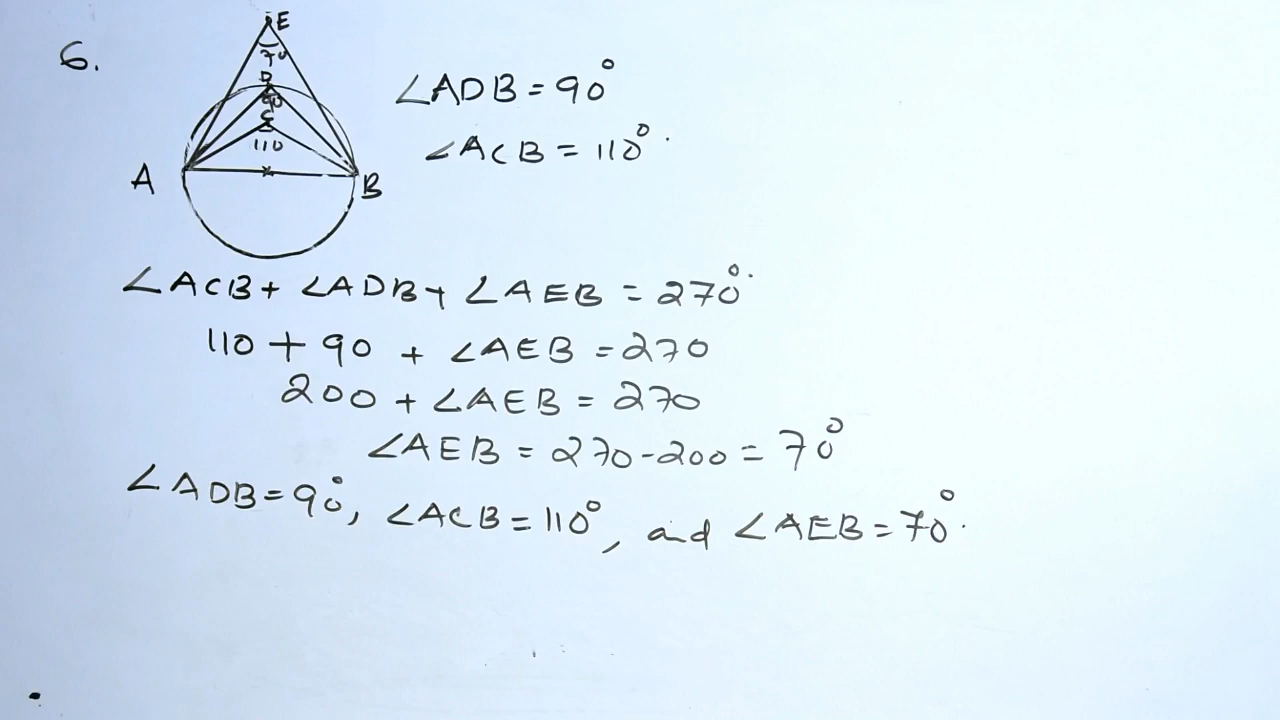 6.
E
70
D
90
C
110
A
B
∠ADB = 90°
∠ACB = 110°.
∠ACB + ∠ADB + ∠AEB = 270°.
110 + 90 + ∠AEB = 270
200 + ∠AEB = 270
∠AEB = 270-200 = 70°
∠ADB = 90°, ∠ACB = 110°, and ∠AEB = 70°.